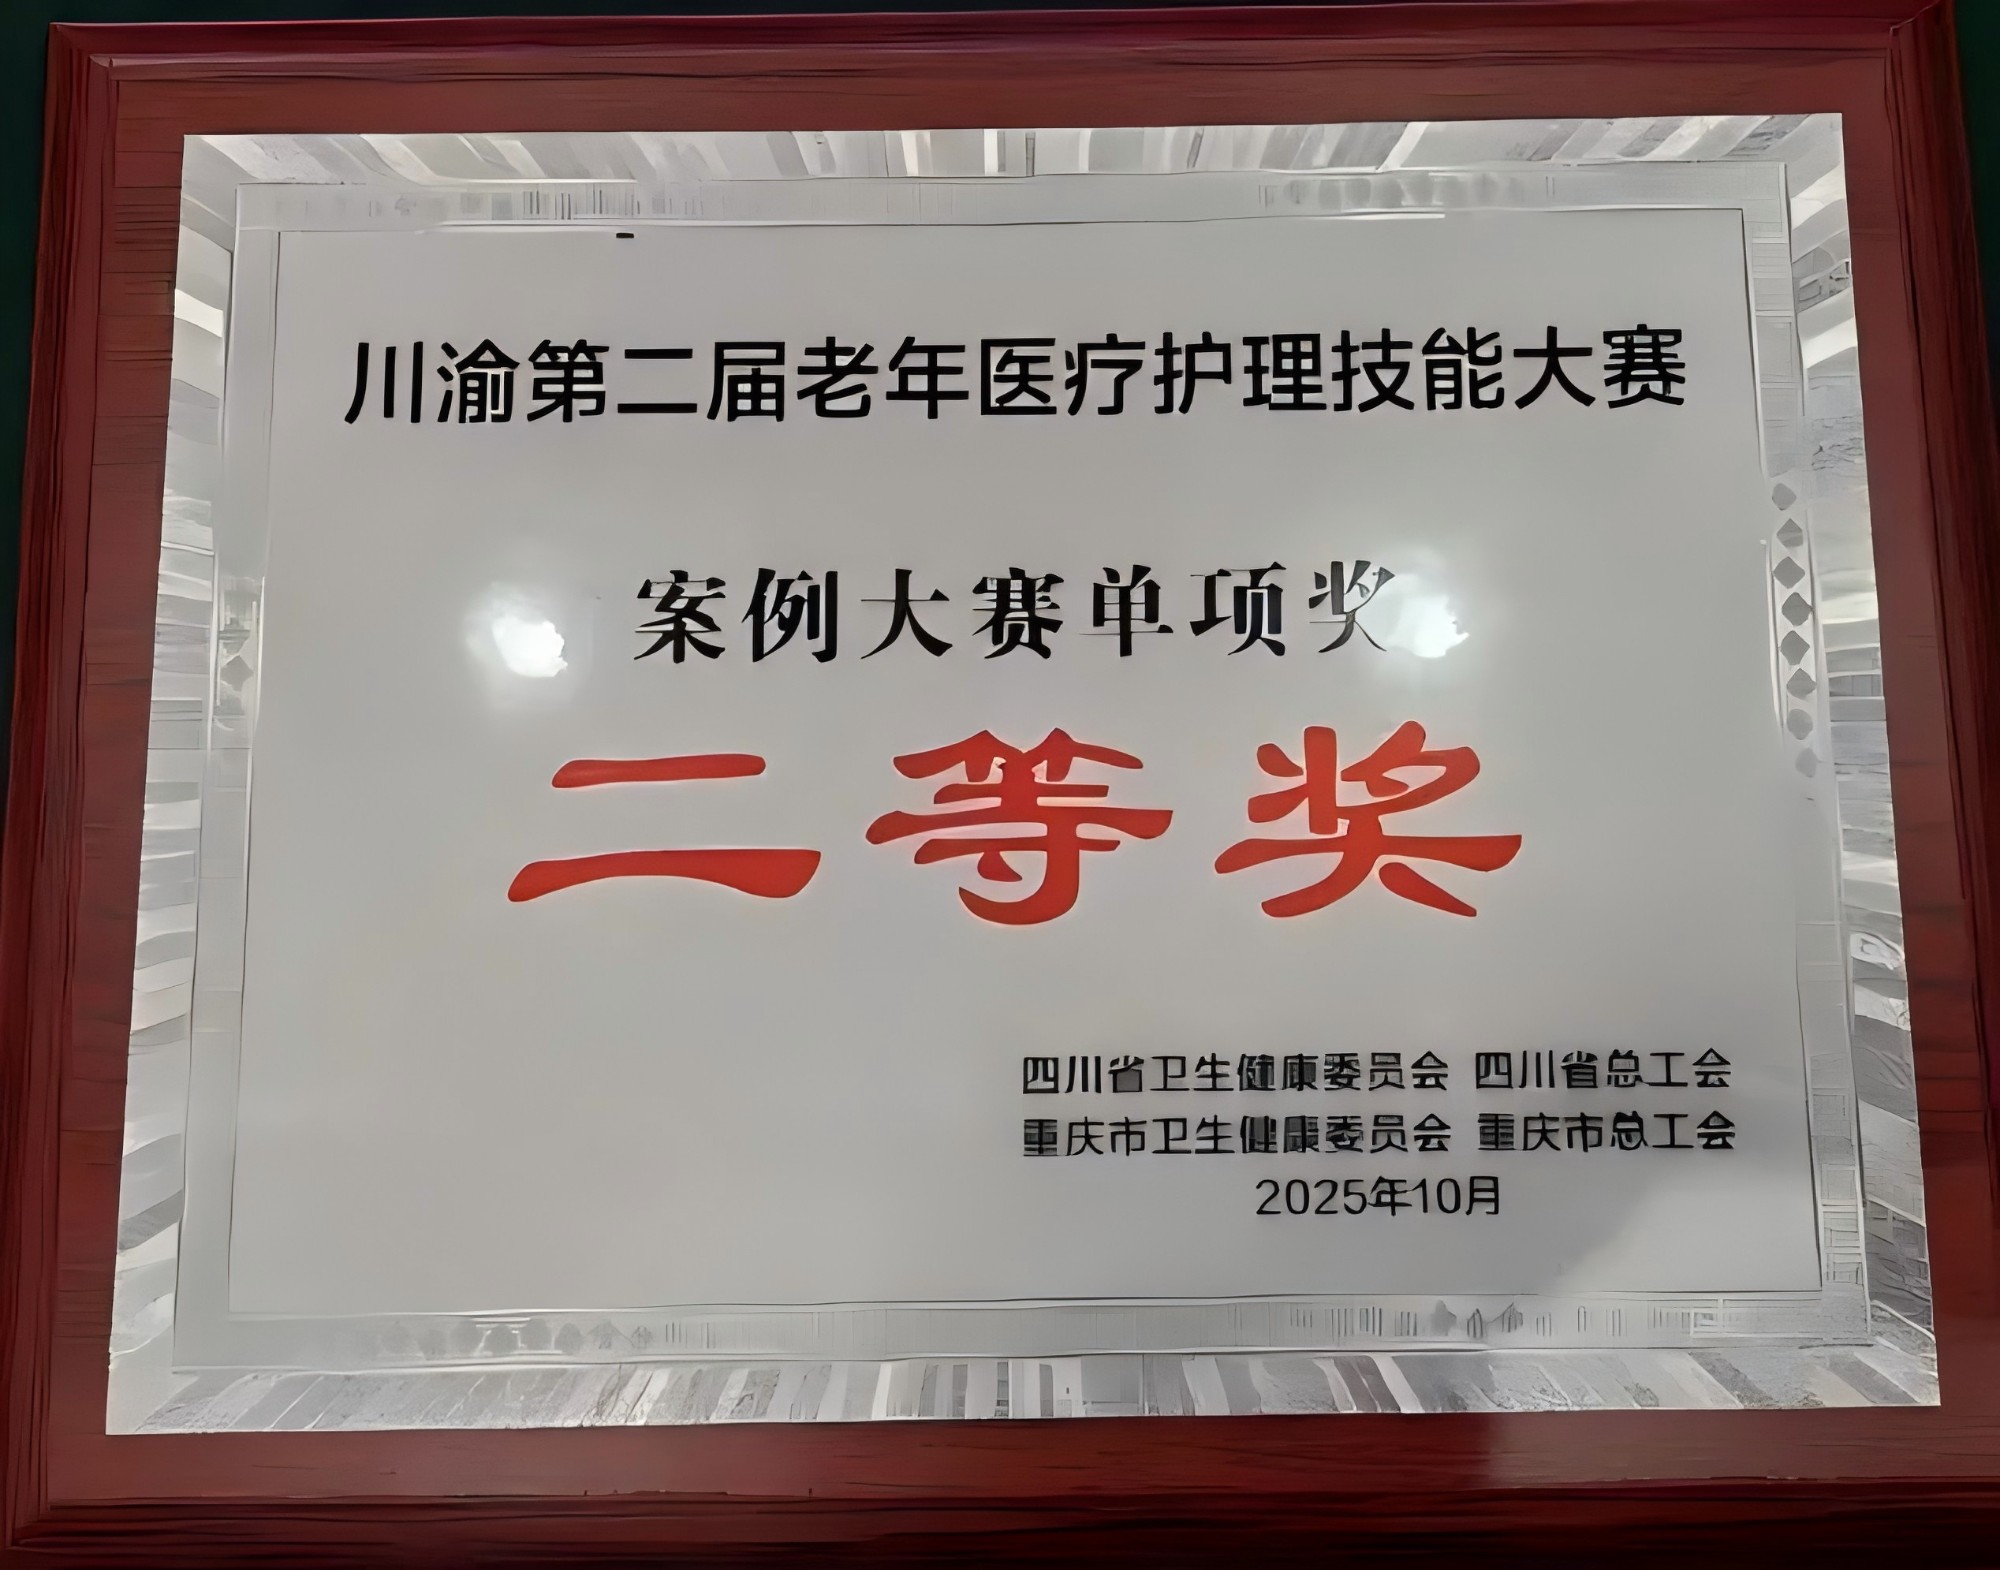 川渝第二届老年医疗护理技能大赛
案例大赛单项奖
二等奖
四川省卫生健康委员会 四川省总工会
重庆市卫生健康委员会 重庆市总工会
2025年10月